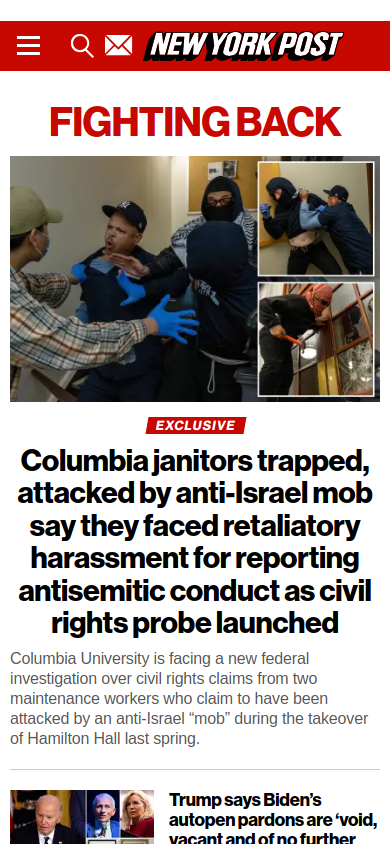 NEW YORK POST
FIGHTING BACK
EXCLUSIVE
Columbia janitors trapped,
attacked by anti-Israel mob
say they faced retaliatory
harassment for reporting
antisemitic conduct as civil
rights probe launched
Columbia University is facing a new federal
investigation over civil rights claims from two
maintenance workers who claim to have been
attacked by an anti-Israel “mob” during the takeover
of Hamilton Hall last spring.
Trump says Biden’s
autopen pardons are ‘void,
vacant and of no further